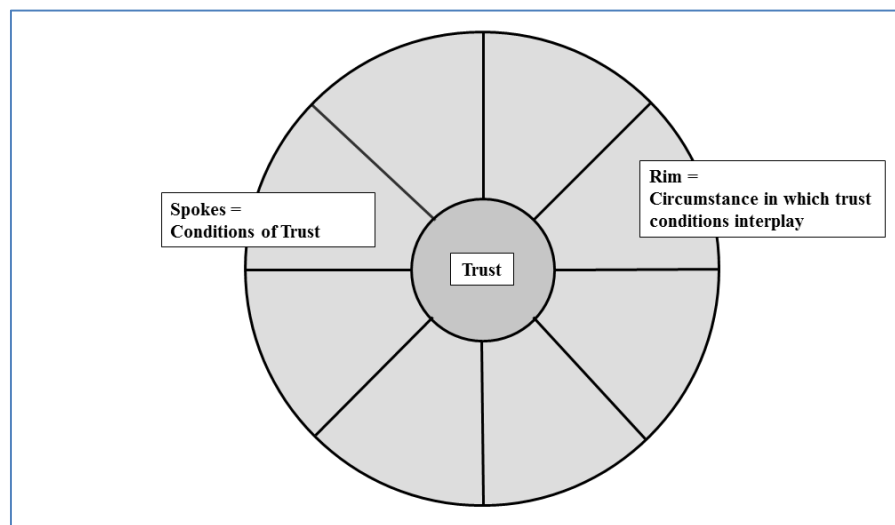 Spokes =
Conditions of Trust
Rim =
Circumstance in which trust
conditions interplay
Trust